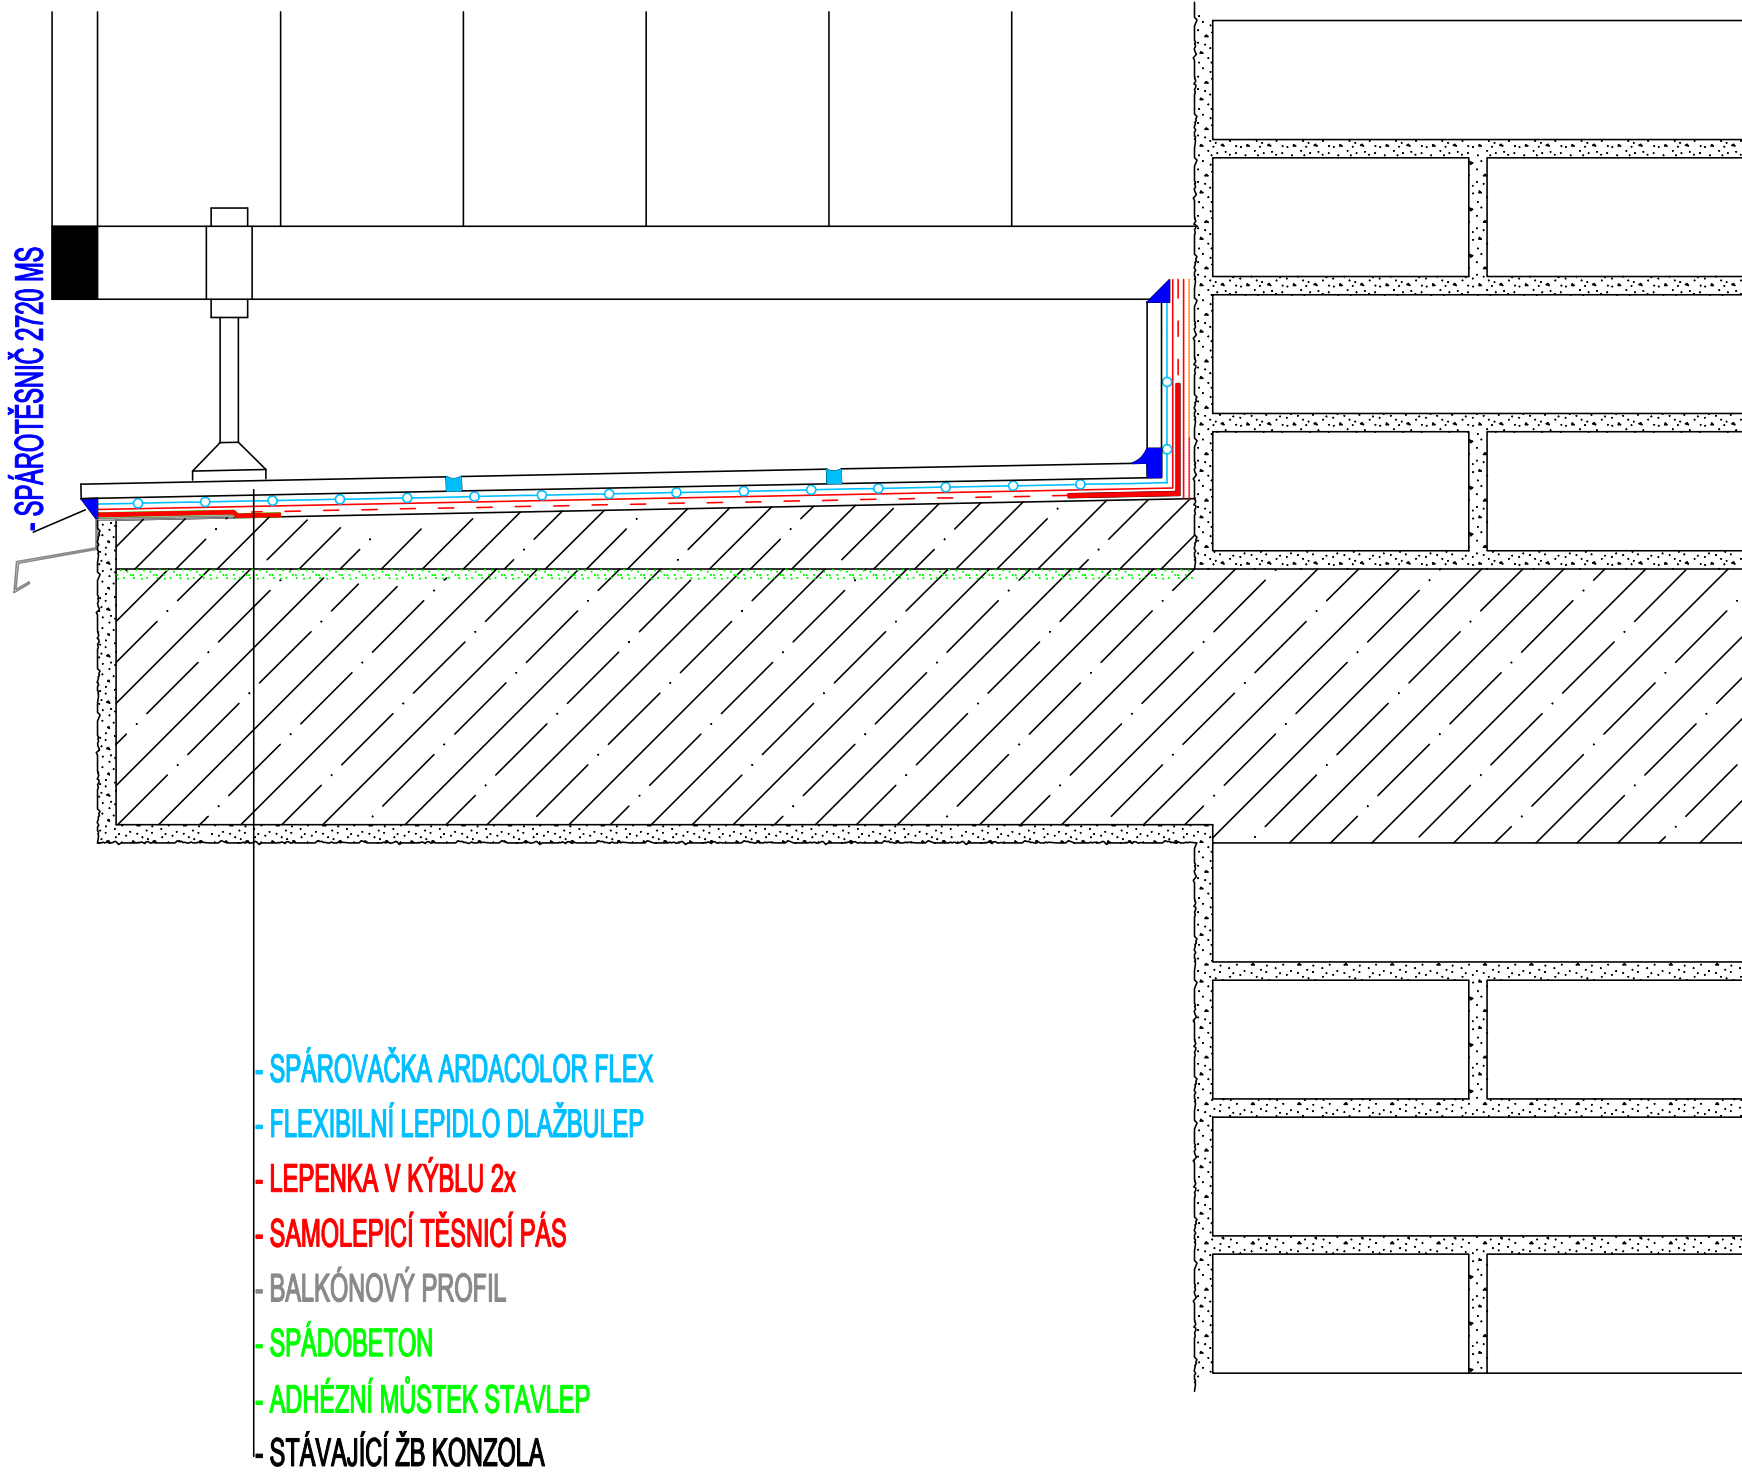 - SPÁROTĚSNIČ 2720 MS
- SPÁROVAČKA ARDACOLOR FLEX
- FLEXIBILNÍ LEPIDLO DLAŽBULEP
- LEPENKA V KÝBLU 2x
- SAMOLEPICÍ TĚSNICÍ PÁS
- BALKÓNOVÝ PROFIL
- SPÁDOBETON
- ADHÉZNÍ MŮSTEK STAVLEP
- STÁVAJÍCÍ ŽB KONZOLA